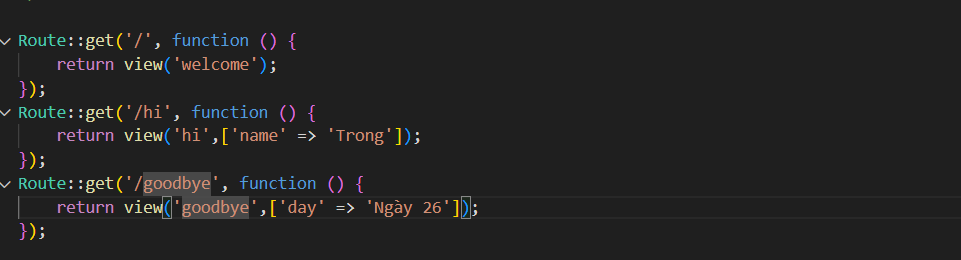 Route::get('/', function () {
    return view('welcome');
});
Route::get('/hi', function () {
    return view('hi',['name' => 'Trong']);
});
Route::get('/goodbye', function () {
    return view('goodbye',['day' => 'Ngày 26']);
});